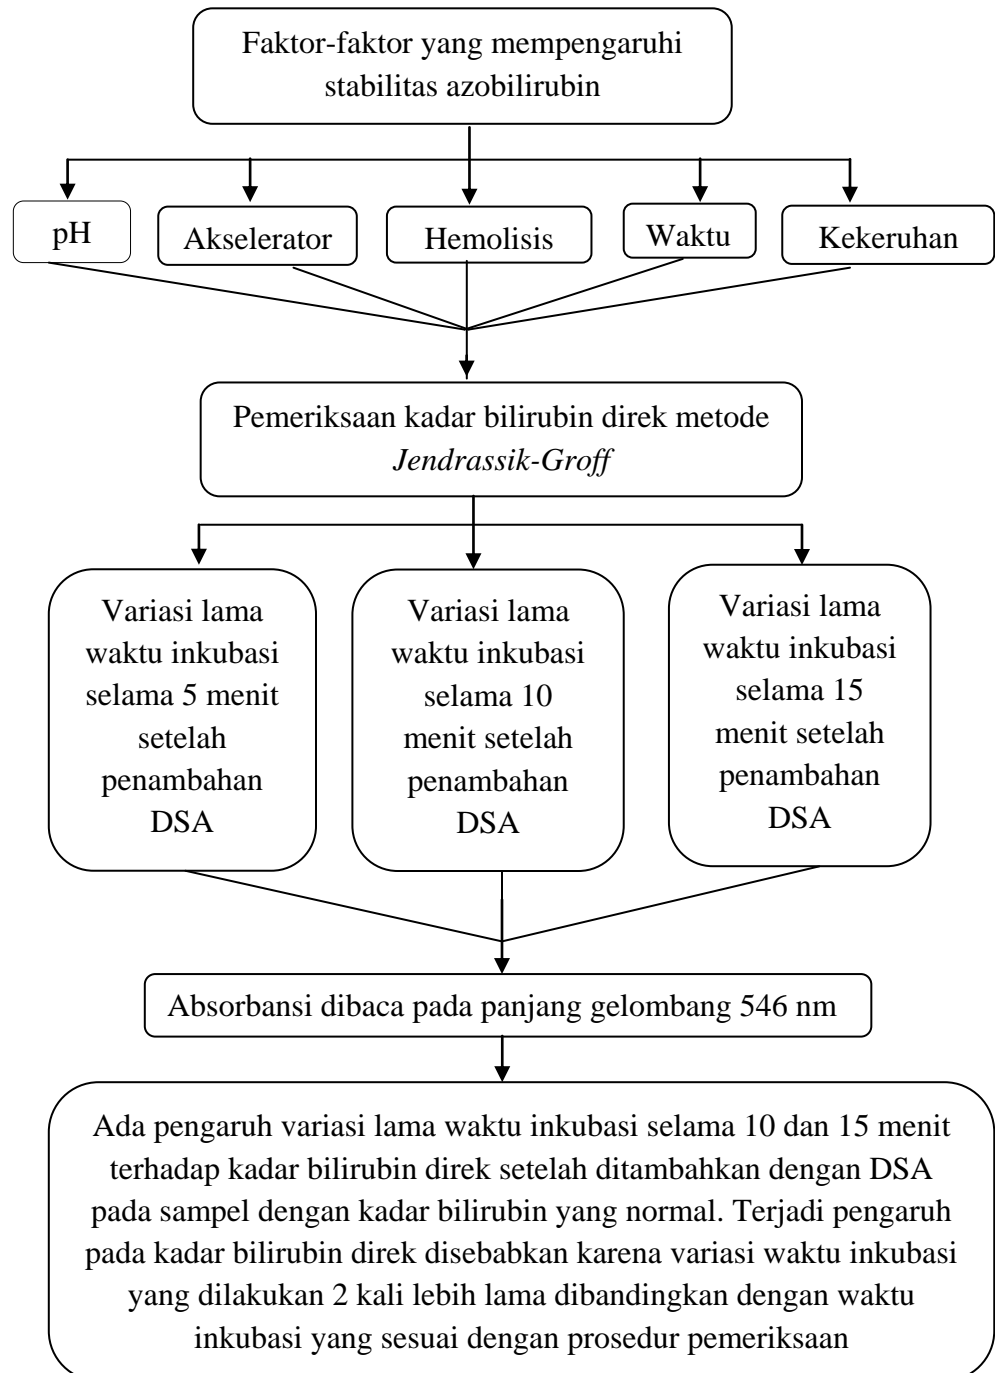 Faktor-faktor yang mempengaruhi
stabilitas azobilirubin
pH
Akselerator
Hemolisis
Waktu
Kekeruhan
Pemeriksaan kadar bilirubin direk metode
Jendrassik-Groff
Variasi lama
waktu inkubasi
selama 5 menit
setelah
penambahan
DSA
Variasi lama
waktu inkubasi
selama 10
menit setelah
penambahan
DSA
Variasi lama
waktu inkubasi
selama 15
menit setelah
penambahan
DSA
Absorbansi dibaca pada panjang gelombang 546 nm
Ada pengaruh variasi lama waktu inkubasi selama 10 dan 15 menit
terhadap kadar bilirubin direk setelah ditambahkan dengan DSA
pada sampel dengan kadar bilirubin yang normal. Terjadi pengaruh
pada kadar bilirubin direk disebabkan karena variasi waktu inkubasi
yang dilakukan 2 kali lebih lama dibandingkan dengan waktu
inkubasi yang sesuai dengan prosedur pemeriksaan